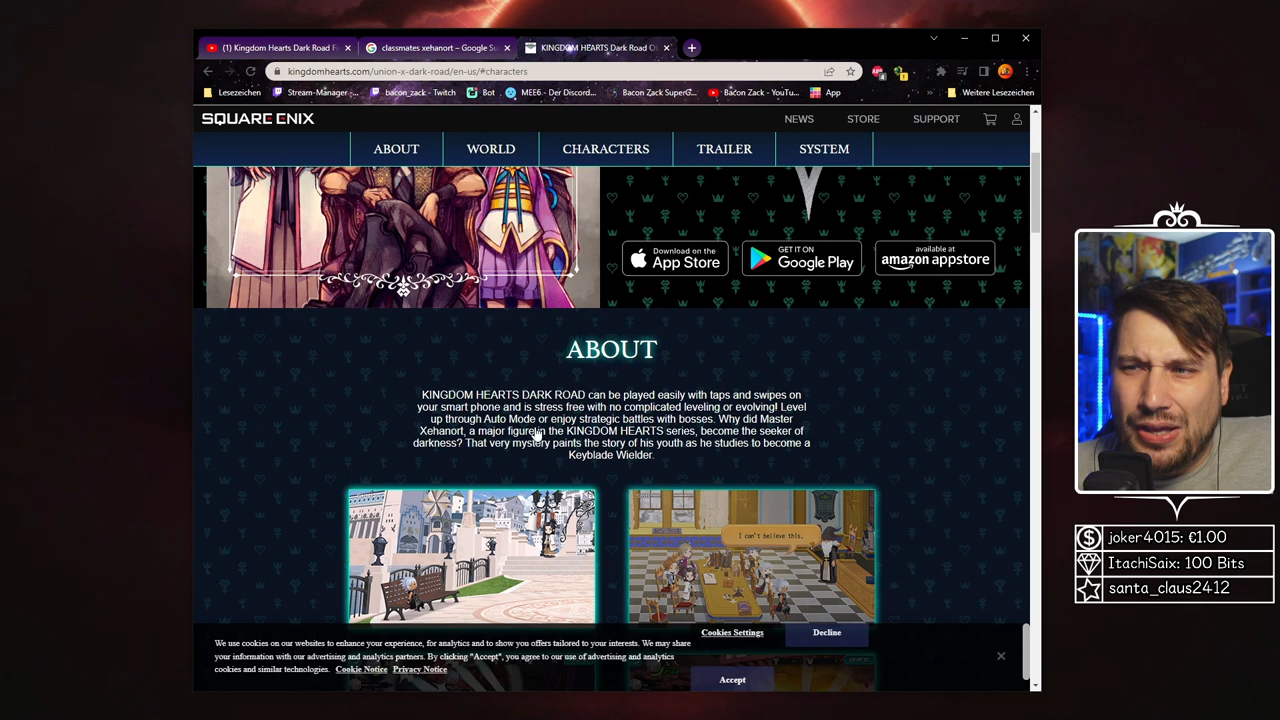 (1) Kingdom Hearts Dark Road F
classmates xehanort – Google Su
KINGDOM HEARTS Dark Road O
kingdomhearts.com/union-x-dark-road/en-us/#characters
Lesezeichen
Stream-Manager -...
bacon_zack - Twitch
Bot
MEE6 - Der Discord...
Bacon Zack SuperG...
Bacon Zack - YouTu...
App
»
Weitere Lesezeichen
SQUARE ENIX
NEWS
STORE
SUPPORT
ABOUT
WORLD
CHARACTERS
TRAILER
SYSTEM
Download on the
App Store
GET IT ON
Google Play
available at
amazon appstore
ABOUT
KINGDOM HEARTS DARK ROAD can be played easily with taps and swipes on
your smart phone and is stress free with no complicated leveling or evolving! Level
up through Auto Mode or enjoy strategic battles with bosses. Why did Master
Xehanort, a major figure in the KINGDOM HEARTS series, become the seeker of
darkness? That very mystery paints the story of his youth as he studies to become a
Keyblade Wielder.
I can't believe this.
We use cookies on our websites to enhance your experience, for analytics and to show you offers tailored to your interests. We may share
your information with our advertising and analytics partners. By clicking "Accept", you agree to our use of advertising and analytics
cookies and similar technologies. Cookie Notice Privacy Notice
Cookies Settings
Decline
Accept
joker4015: €1.00
ItachiSaix: 100 Bits
santa_claus2412